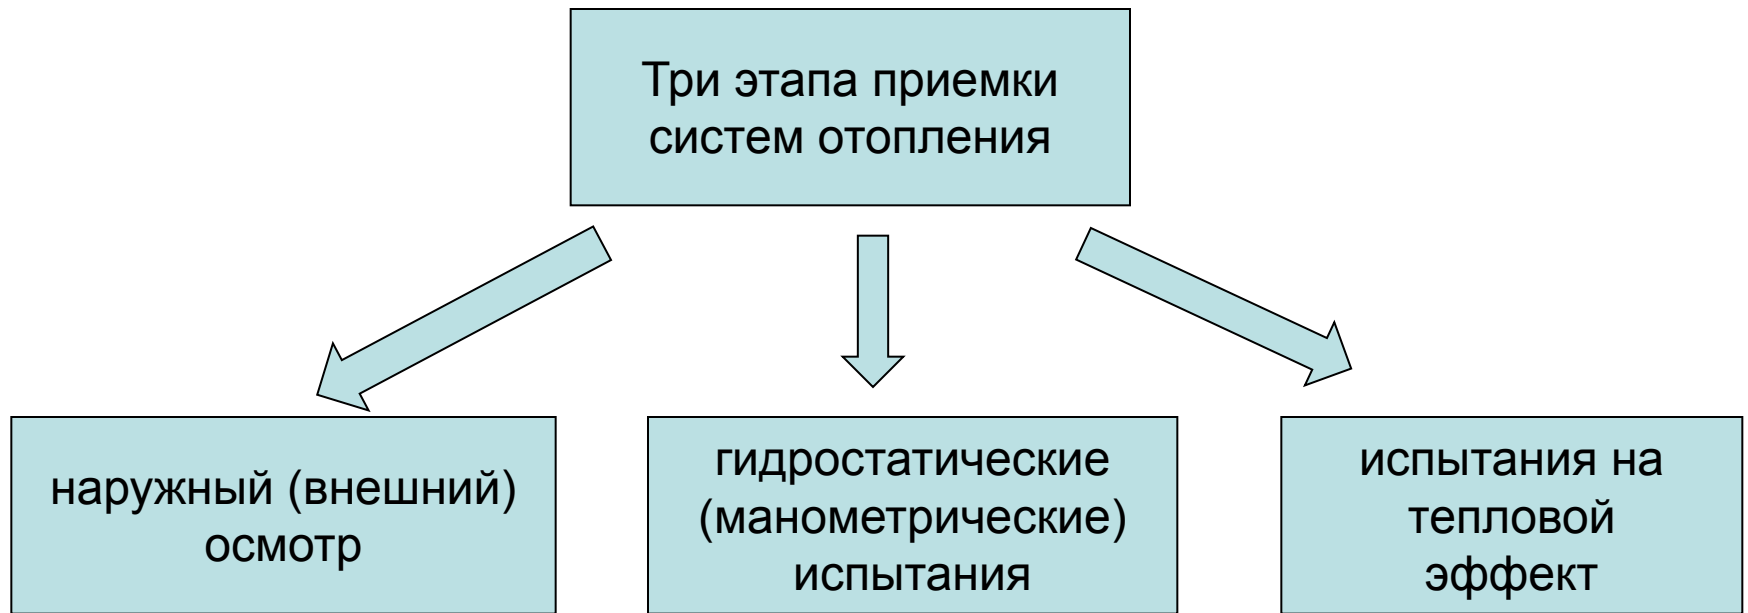 Три этапа приемки
систем отопления
наружный (внешний)
осмотр
гидростатические
(манометрические)
испытания
испытания на
тепловой
эффект